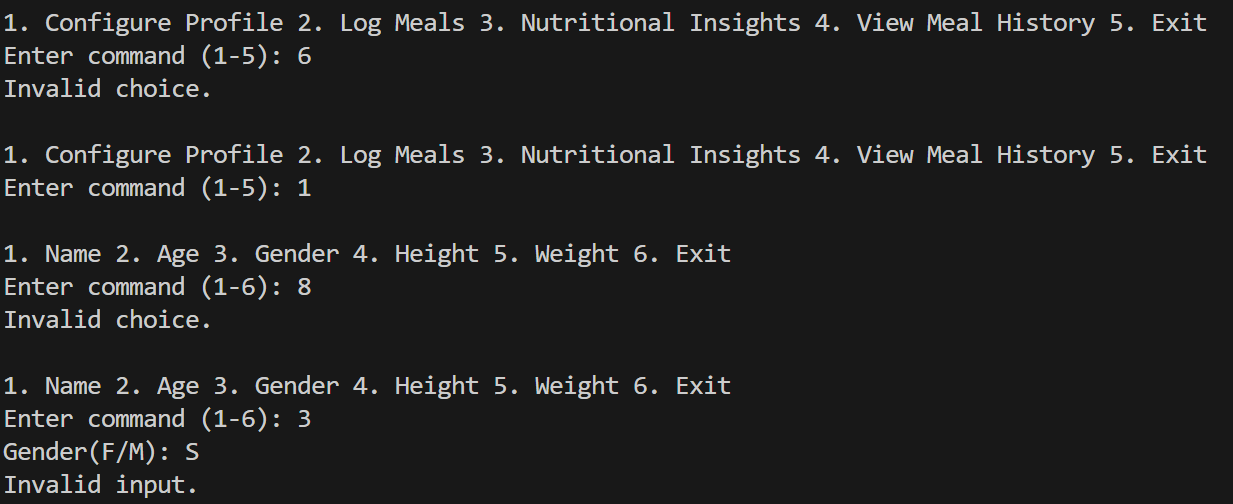 1. Configure Profile 2. Log Meals 3. Nutritional Insights 4. View Meal History 5. Exit
Enter command (1-5): 6
Invalid choice.
1. Configure Profile 2. Log Meals 3. Nutritional Insights 4. View Meal History 5. Exit
Enter command (1-5): 1
1. Name 2. Age 3. Gender 4. Height 5. Weight 6. Exit
Enter command (1-6): 8
Invalid choice.
1. Name 2. Age 3. Gender 4. Height 5. Weight 6. Exit
Enter command (1-6): 3
Gender(F/M): S
Invalid input.